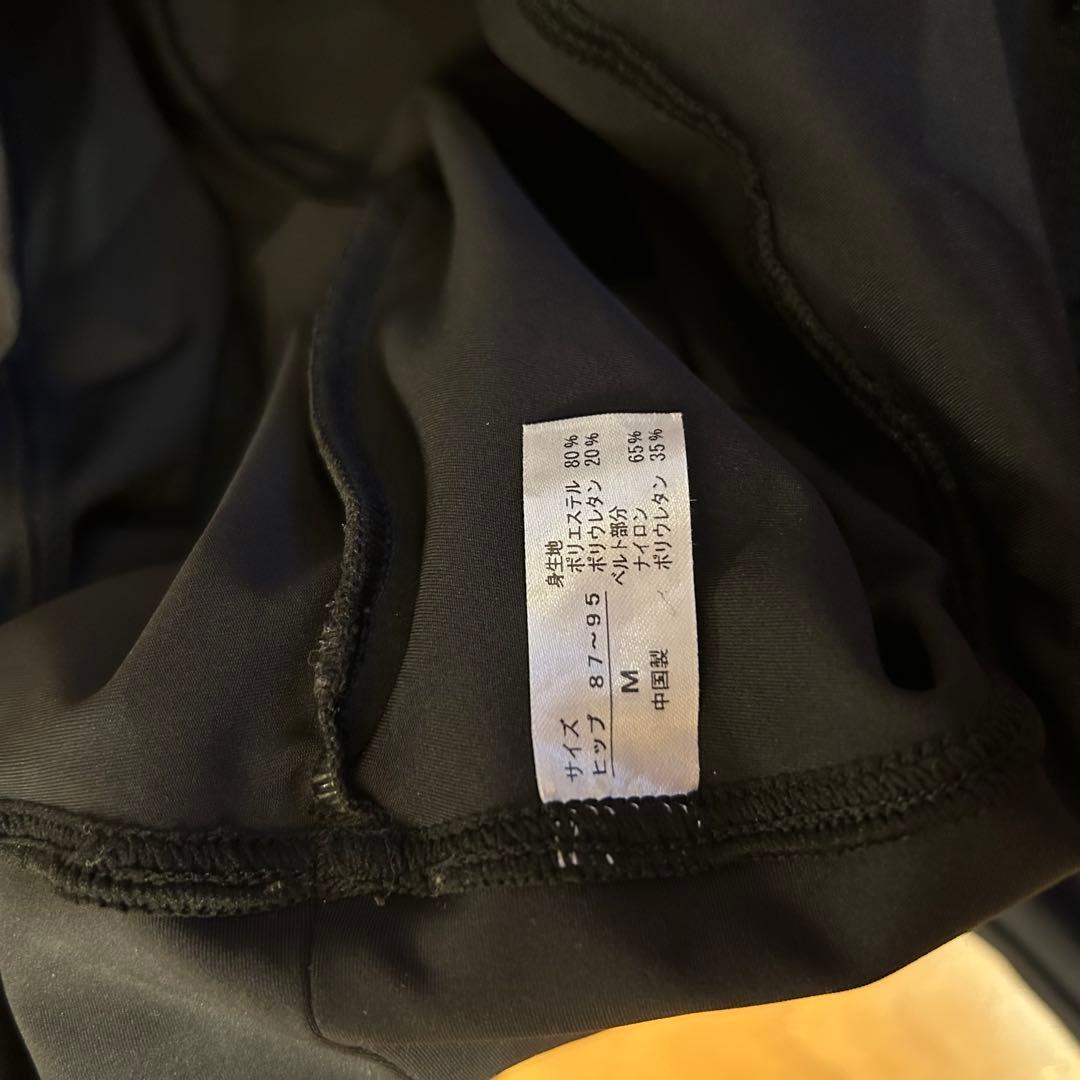 サイズ
ヒップ 87～95
M
中国製
身生地
ポリエステル 80%
ポリウレタン 20%
ベルト部分
ナイロン 65%
ポリウレタン 35%